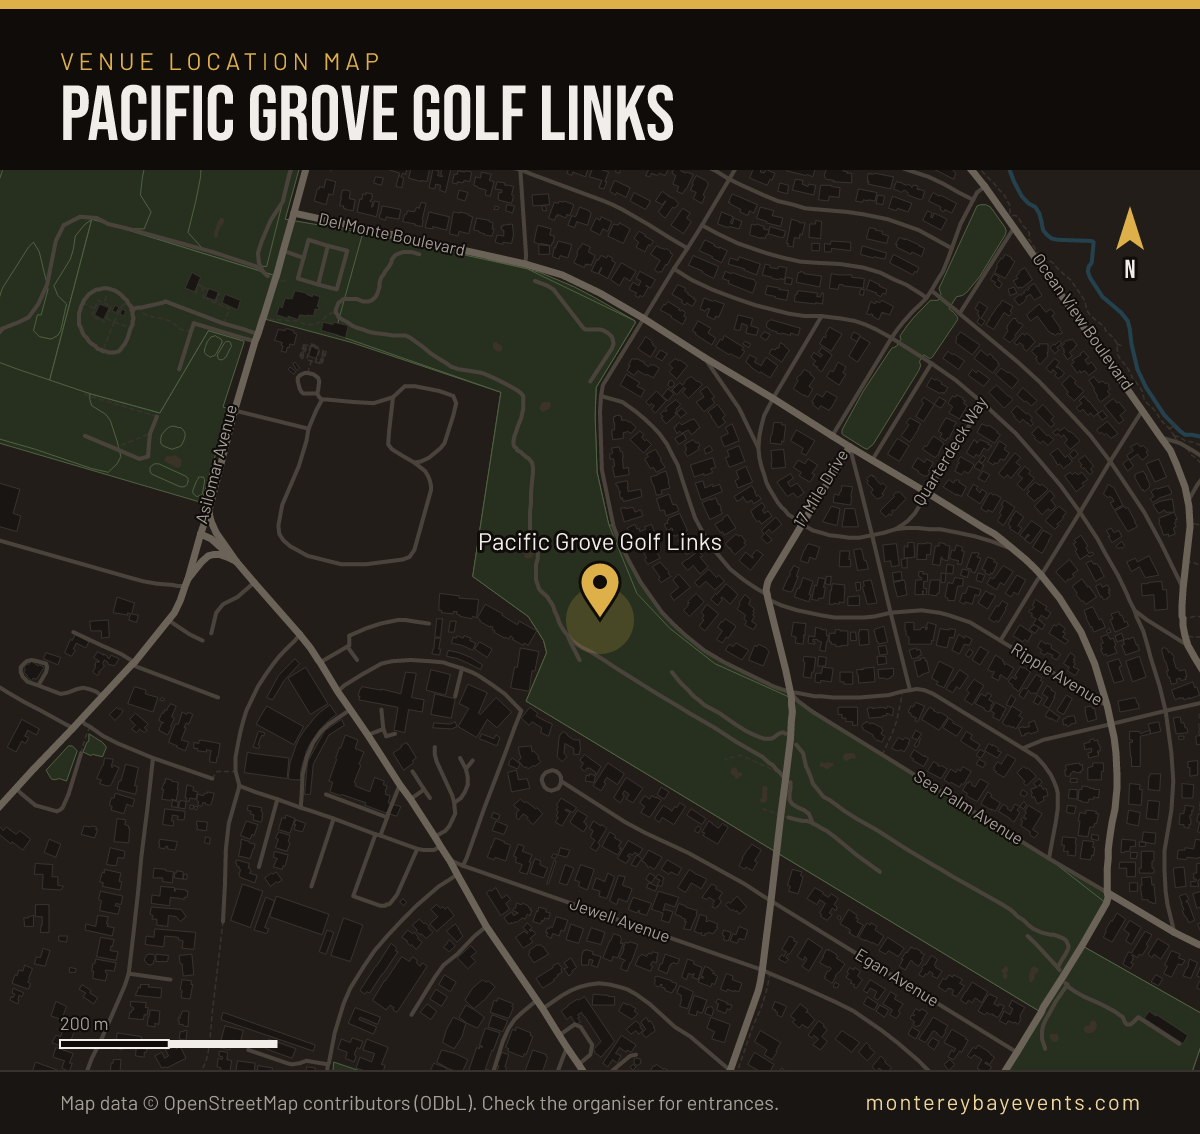 VENUE LOCATION MAP
PACIFIC GROVE GOLF LINKS
Del Monte Boulevard
Ocean View Boulevard
N
Asilomar Avenue
17 Mile Drive
Quarterdeck Way
Pacific Grove Golf Links
Ripple Avenue
Sea Palm Avenue
Jewell Avenue
Egan Avenue
200 m
Map data © OpenStreetMap contributors (ODbL). Check the organiser for entrances.
montereybayevents.com